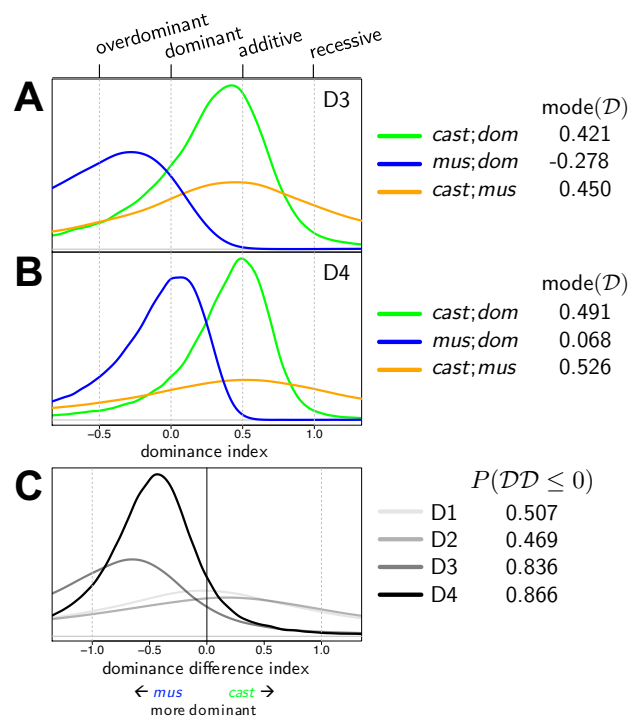 overdominant dominant additive recessive
A D3
mode(𝒟)
cast;dom 0.421
mus;dom -0.278
cast;mus 0.450
B D4
mode(𝒟)
cast;dom 0.491
mus;dom 0.068
cast;mus 0.526
−0.5 0.0 0.5 1.0
dominance index
C P(𝒟𝒟 ≤ 0)
D1 0.507
D2 0.469
D3 0.836
D4 0.866
−1.0 −0.5 0.0 0.5 1.0
dominance difference index
← mus cast →
more dominant